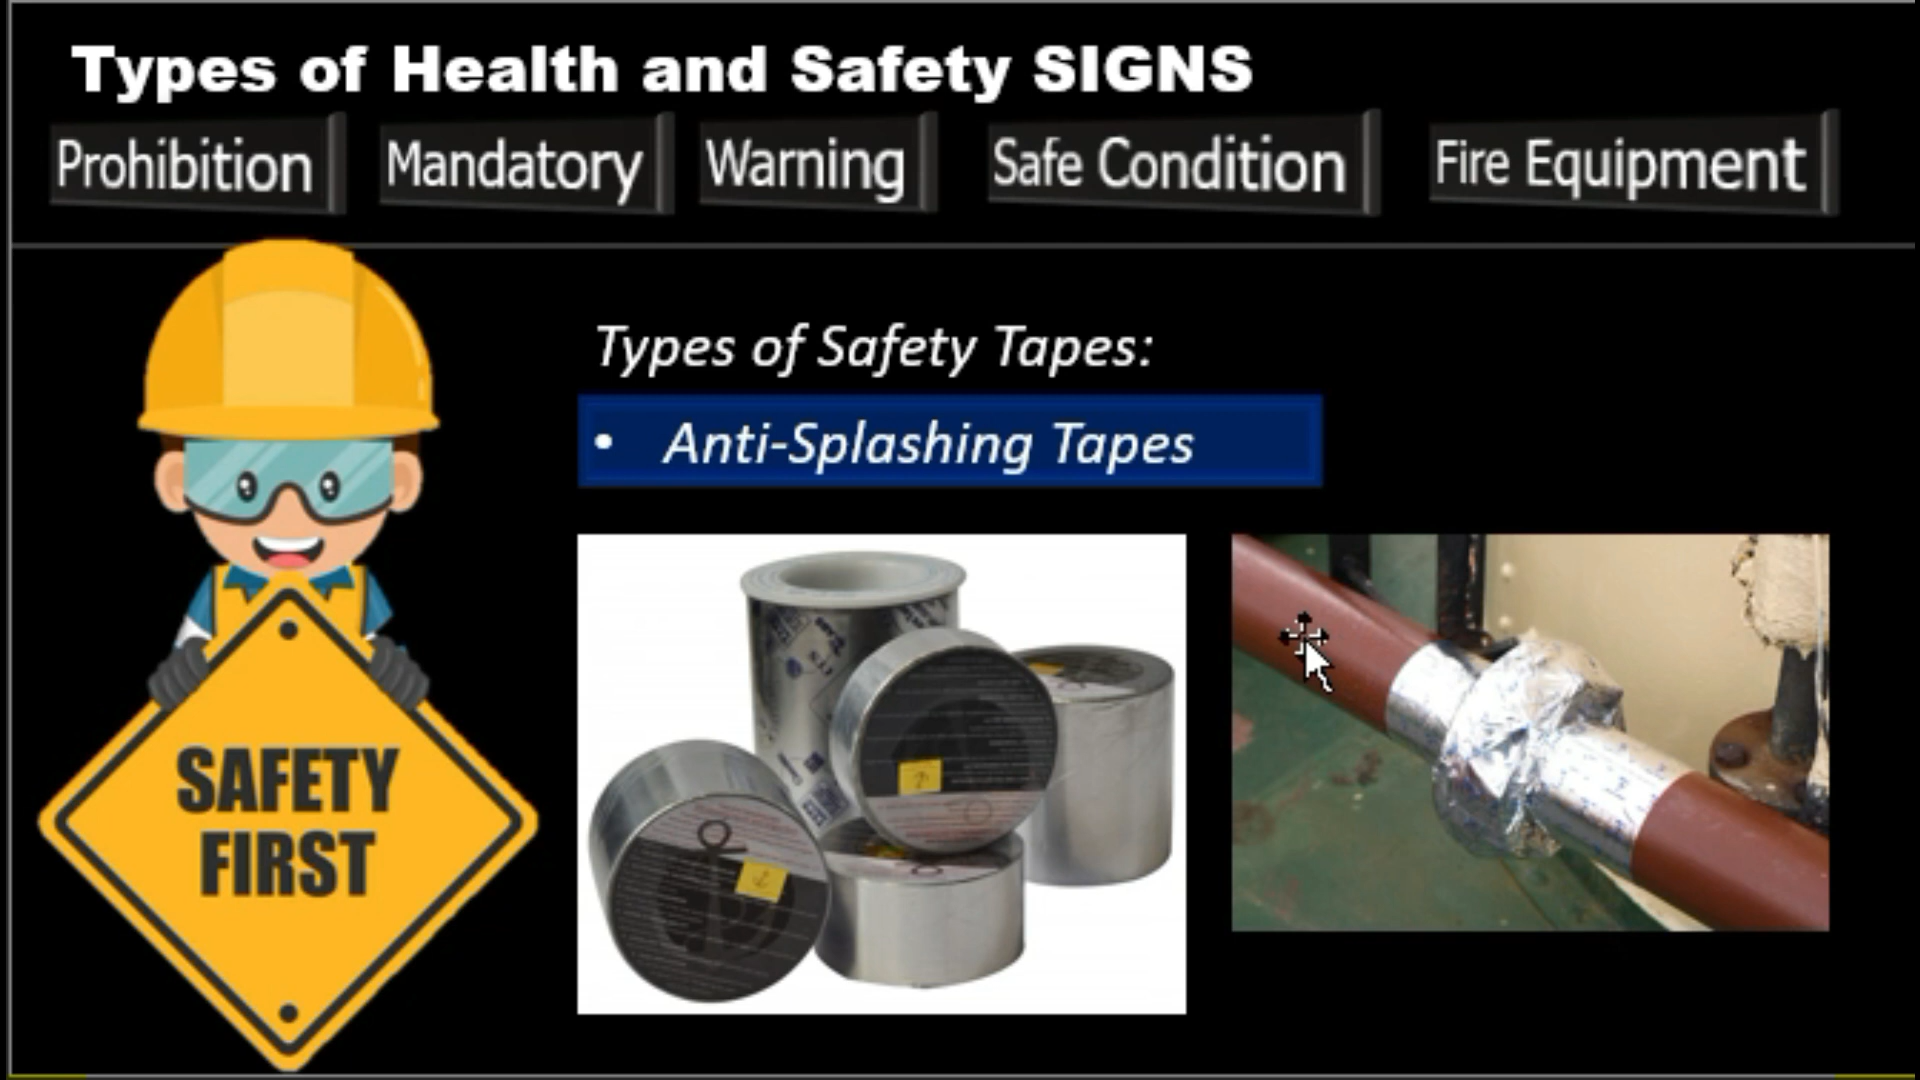 Types of Health and Safety SIGNS
Prohibition
Mandatory
Warning
Safe Condition
Fire Equipment
Types of Safety Tapes:
• Anti-Splashing Tapes
SAFETY
FIRST